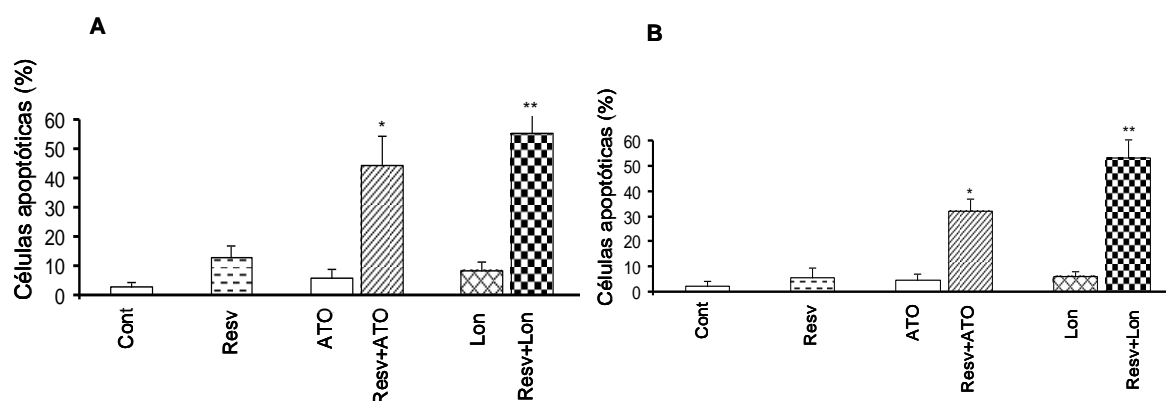 A
Células apoptóticas (%)
60
50
40
30
20
10
0
*
**
Cont
Resv
ATO
Resv+ATO
Lon
Resv+Lon
B
Células apoptóticas (%)
60
50
40
30
20
10
0
*
**
Cont
Resv
ATO
Resv+ATO
Lon
Resv+Lon